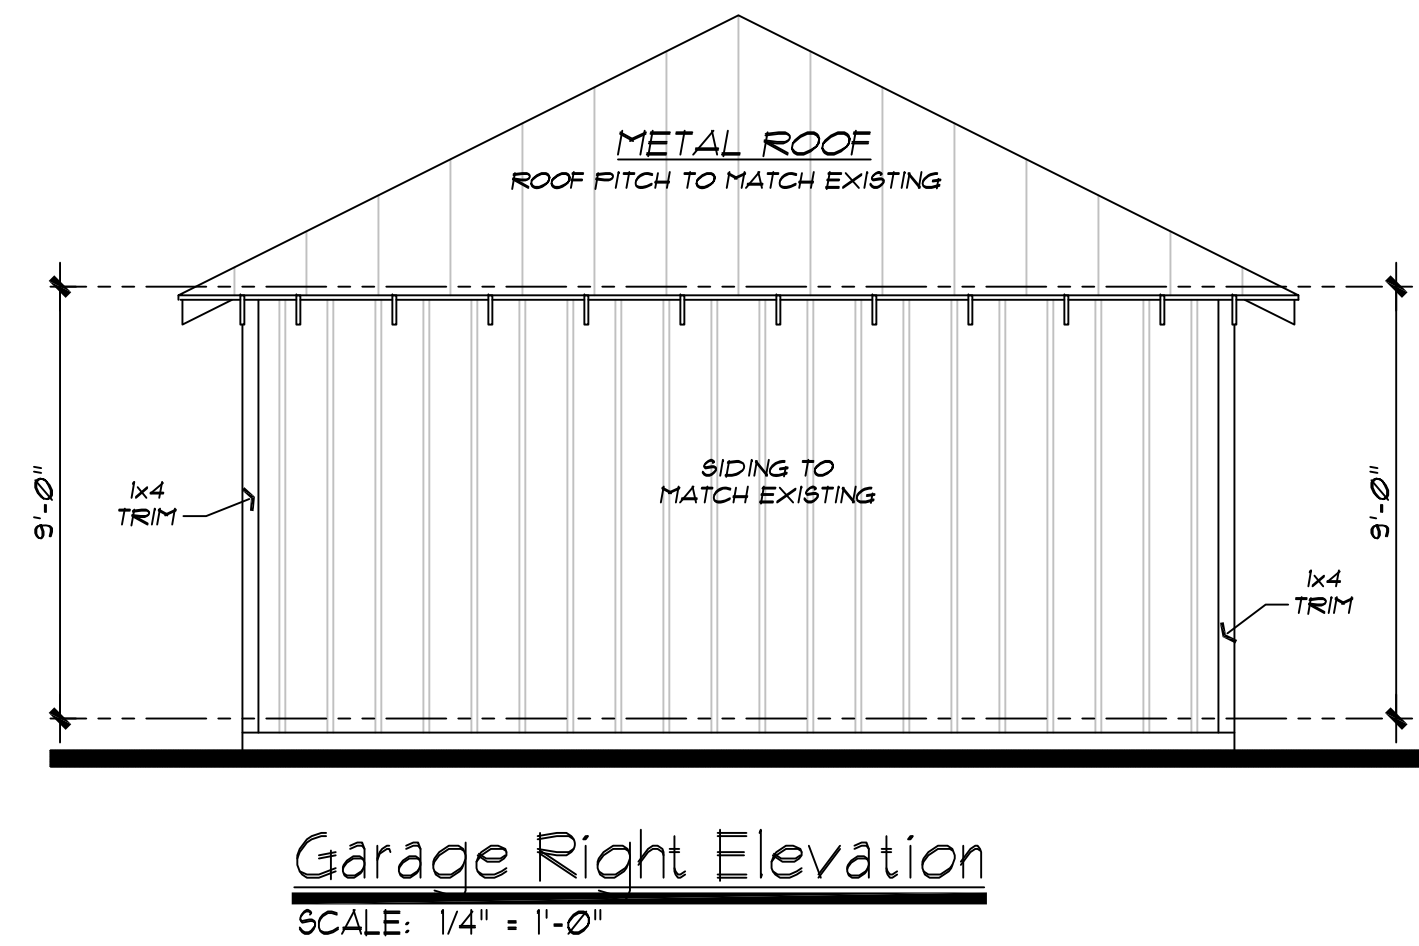 METAL ROOF
ROOF PITCH TO MATCH EXISTING
SIDING TO
MATCH EXISTING
9'-0"
1x4
TRIM
9'-0"
1x4
TRIM
Garage Right Elevation
SCALE: 1/4" = 1'-0"